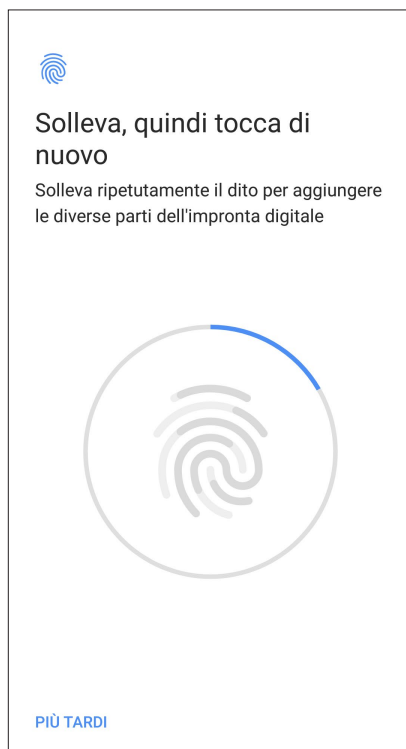 Solleva, quindi tocca di
nuovo
Solleva ripetutamente il dito per aggiungere
le diverse parti dell'impronta digitale
PIÙ TARDI